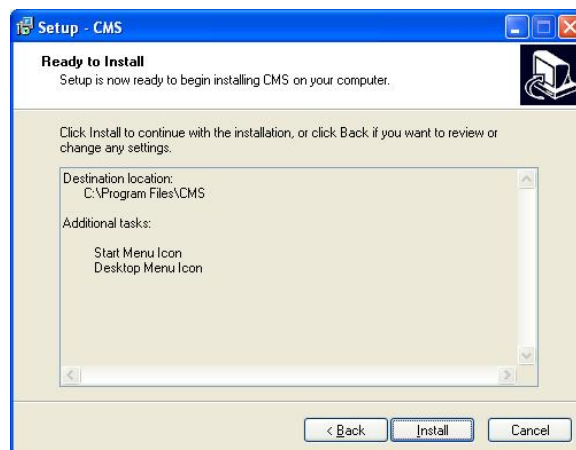 Setup - CMS
Ready to Install
Setup is now ready to begin installing CMS on your computer.
Click Install to continue with the installation, or click Back if you want to review or
change any settings.
Destination location:
C:\Program Files\CMS
Additional tasks:
Start Menu Icon
Desktop Menu Icon
< Back Install Cancel